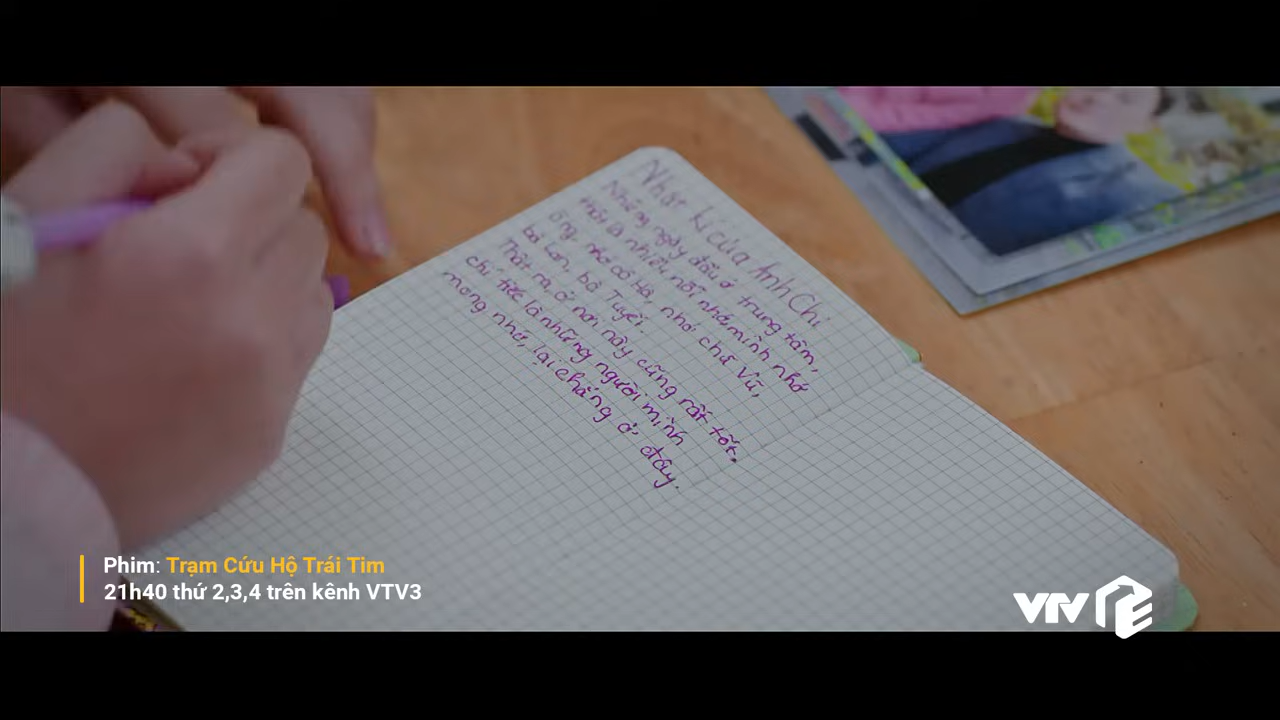 Nhật kí của Anh Chi
Những ngày đầu ở trung tâm,
thật là nhiều nỗi nhớ mình nhớ
ông, nhớ cô Hà, nhớ chú Vũ,
bà Lan, bà Tuyết.
Thật ra, ở nơi này cũng rất tốt.
chỉ tiếc là những người mình
mong nhớ, lại chẳng ở đây.
Phim: Trạm Cứu Hộ Trái Tim
21h40 thứ 2,3,4 trên kênh VTV3
VTV